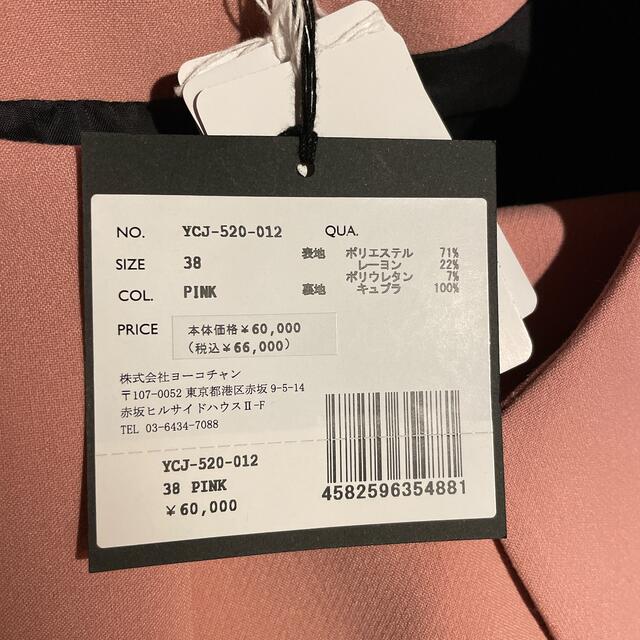 NO. YCJ-520-012 QUA.
表地 ポリエステル 71%
SIZE 38 レーヨン 22%
ポリウレタン 7%
COL. PINK 裏地 キュプラ 100%
PRICE 本体価格¥60,000
(税込¥66,000)
株式会社ヨーコチャン
〒107-0052 東京都港区赤坂 9-5-14
赤坂ヒルサイドハウスⅡ-F
TEL 03-6434-7088
YCJ-520-012
38 PINK
¥60,000
4582596354881